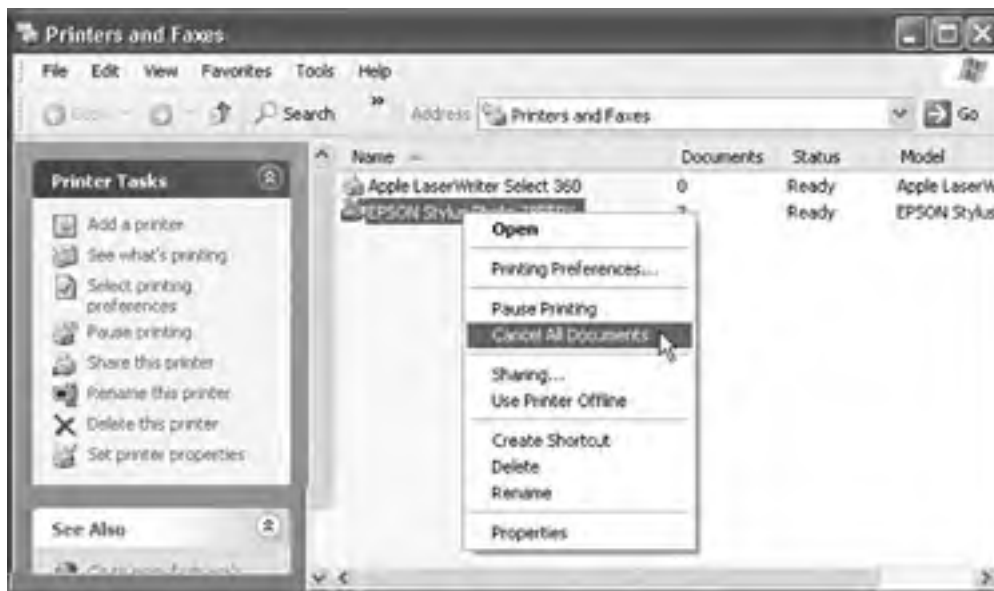 Printers and Faxes
File Edit View Favorites Tools Help
Search » Address Printers and Faxes Go
Printer Tasks
Add a printer
See what's printing
Select printing
preferences
Pause printing
Share this printer
Rename this printer
Delete this printer
Set printer properties
See Also
Name Documents Status Model
Apple LaserWriter Select 360 0 Ready Apple LaserW
EPSON Stylus Ready EPSON Stylus
Open
Printing Preferences...
Pause Printing
Cancel All Documents
Sharing...
Use Printer Offline
Create Shortcut
Delete
Rename
Properties